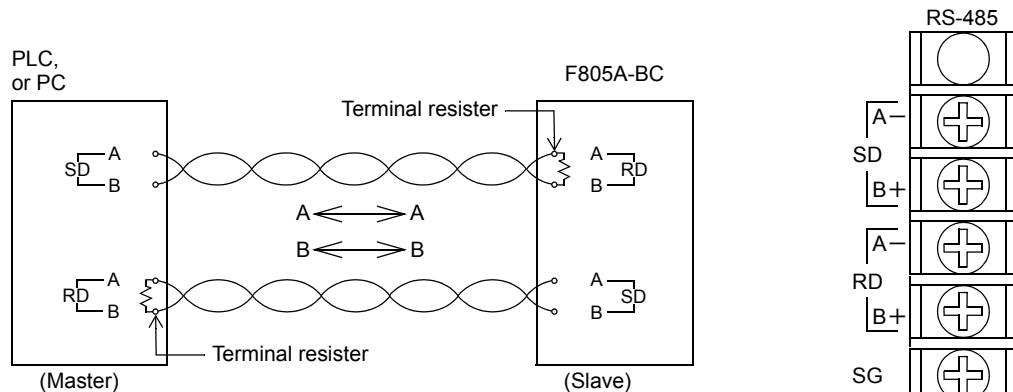 PLC,
or PC
F805A-BC
Terminal resister
A
SD
B
A
RD
B
A A
B B
A
RD
B
A
SD
B
Terminal resister
(Master)
(Slave)
RS-485
A−
SD
B+
A−
RD
B+
SG